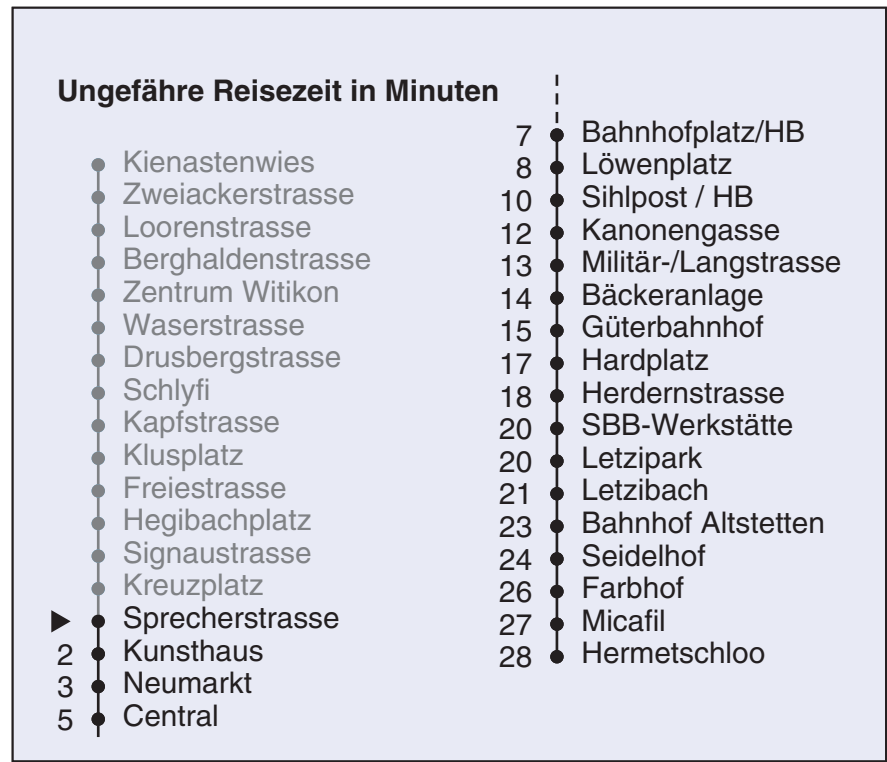 Ungefähre Reisezeit in Minuten
Kienastenwies
Zweiackerstrasse
Loorenstrasse
Berghaldenstrasse
Zentrum Witikon
Waserstrasse
Drusbergstrasse
Schlyfi
Kapfstrasse
Klusplatz
Freiestrasse
Hegibachplatz
Signaustrasse
Kreuzplatz
Sprecherstrasse
2 Kunsthaus
3 Neumarkt
5 Central
7 Bahnhofplatz/HB
8 Löwenplatz
10 Sihlpost / HB
12 Kanonengasse
13 Militär-/Langstrasse
14 Bäckeranlage
15 Güterbahnhof
17 Hardplatz
18 Herdernstrasse
20 SBB-Werkstätte
20 Letzipark
21 Letzibach
23 Bahnhof Altstetten
24 Seidelhof
26 Farbhof
27 Micafil
28 Hermetschloo